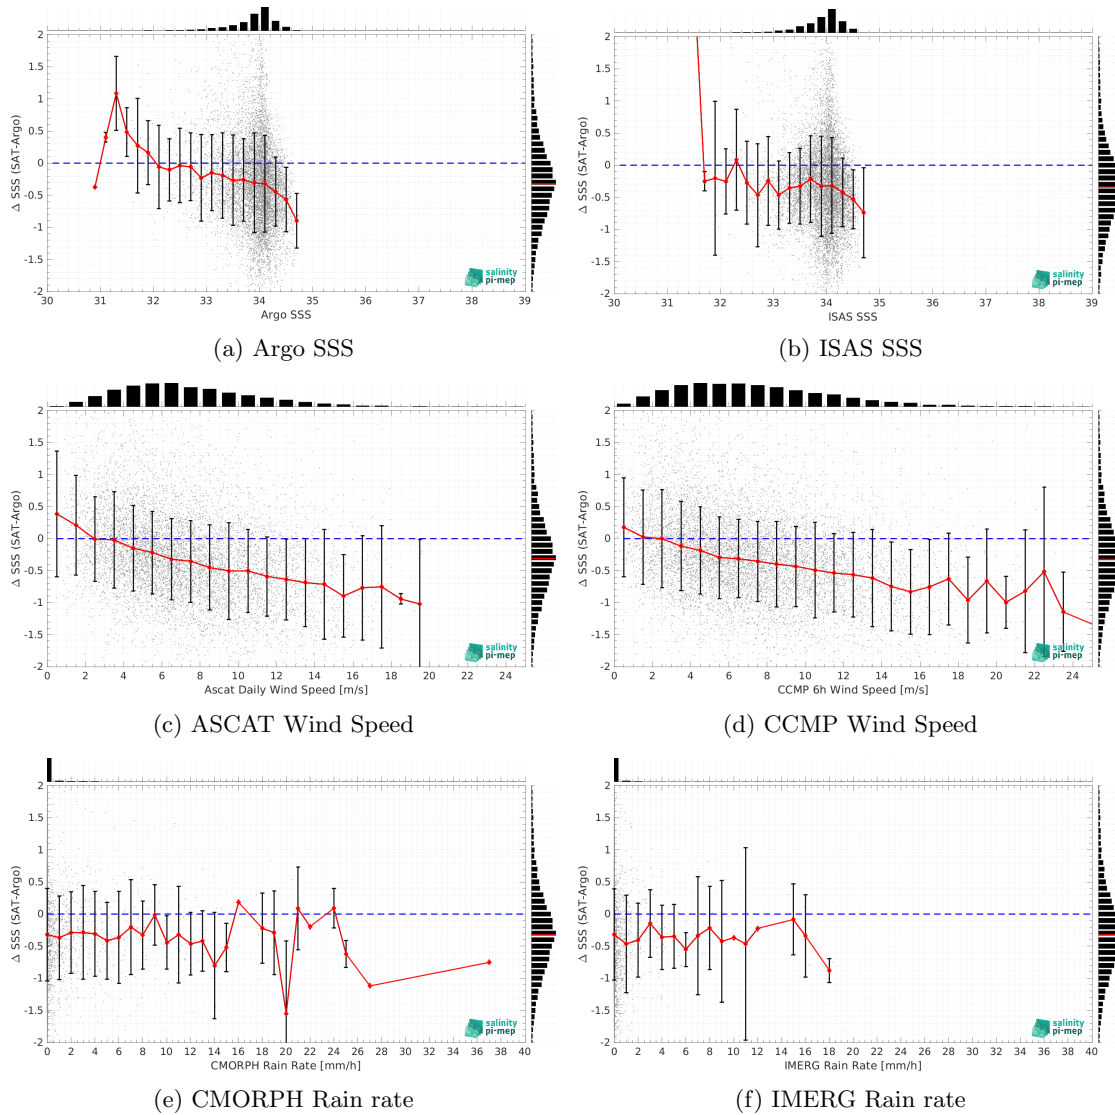 2
1.5
1
0.5
0
-0.5
-1
-1.5
-2
Δ SSS (SAT-Argo)
30 31 32 33 34 35 36 37 38 39
Argo SSS
salinity
pi-mep
(a) Argo SSS
2
1.5
1
0.5
0
-0.5
-1
-1.5
-2
Δ SSS (SAT-Argo)
30 31 32 33 34 35 36 37 38 39
ISAS SSS
salinity
pi-mep
(b) ISAS SSS
2
1.5
1
0.5
0
-0.5
-1
-1.5
-2
Δ SSS (SAT-Argo)
0 2 4 6 8 10 12 14 16 18 20 22 24
Ascat Daily Wind Speed [m/s]
salinity
pi-mep
(c) ASCAT Wind Speed
2
1.5
1
0.5
0
-0.5
-1
-1.5
-2
Δ SSS (SAT-Argo)
0 2 4 6 8 10 12 14 16 18 20 22 24
CCMP 6h Wind Speed [m/s]
salinity
pi-mep
(d) CCMP Wind Speed
2
1.5
1
0.5
0
-0.5
-1
-1.5
-2
Δ SSS (SAT-Argo)
0 2 4 6 8 10 12 14 16 18 20 22 24 26 28 30 32 34 36 38 40
CMORPH Rain Rate [mm/h]
salinity
pi-mep
(e) CMORPH Rain rate
2
1.5
1
0.5
0
-0.5
-1
-1.5
-2
Δ SSS (SAT-Argo)
0 2 4 6 8 10 12 14 16 18 20 22 24 26 28 30 32 34 36 38 40
IMERG Rain Rate [mm/h]
salinity
pi-mep
(f) IMERG Rain rate